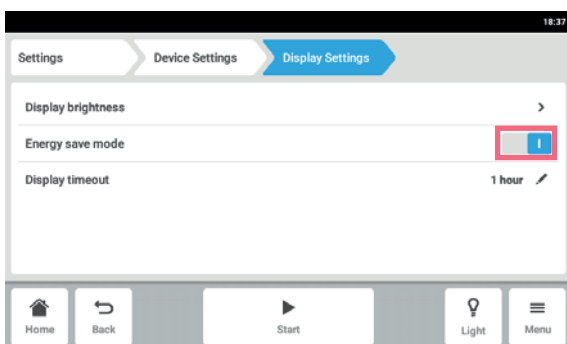 18:37
Settings
Device Settings
Display Settings
Display brightness
Energy save mode
I
Display timeout
1 hour
Home
Back
Start
Light
Menu